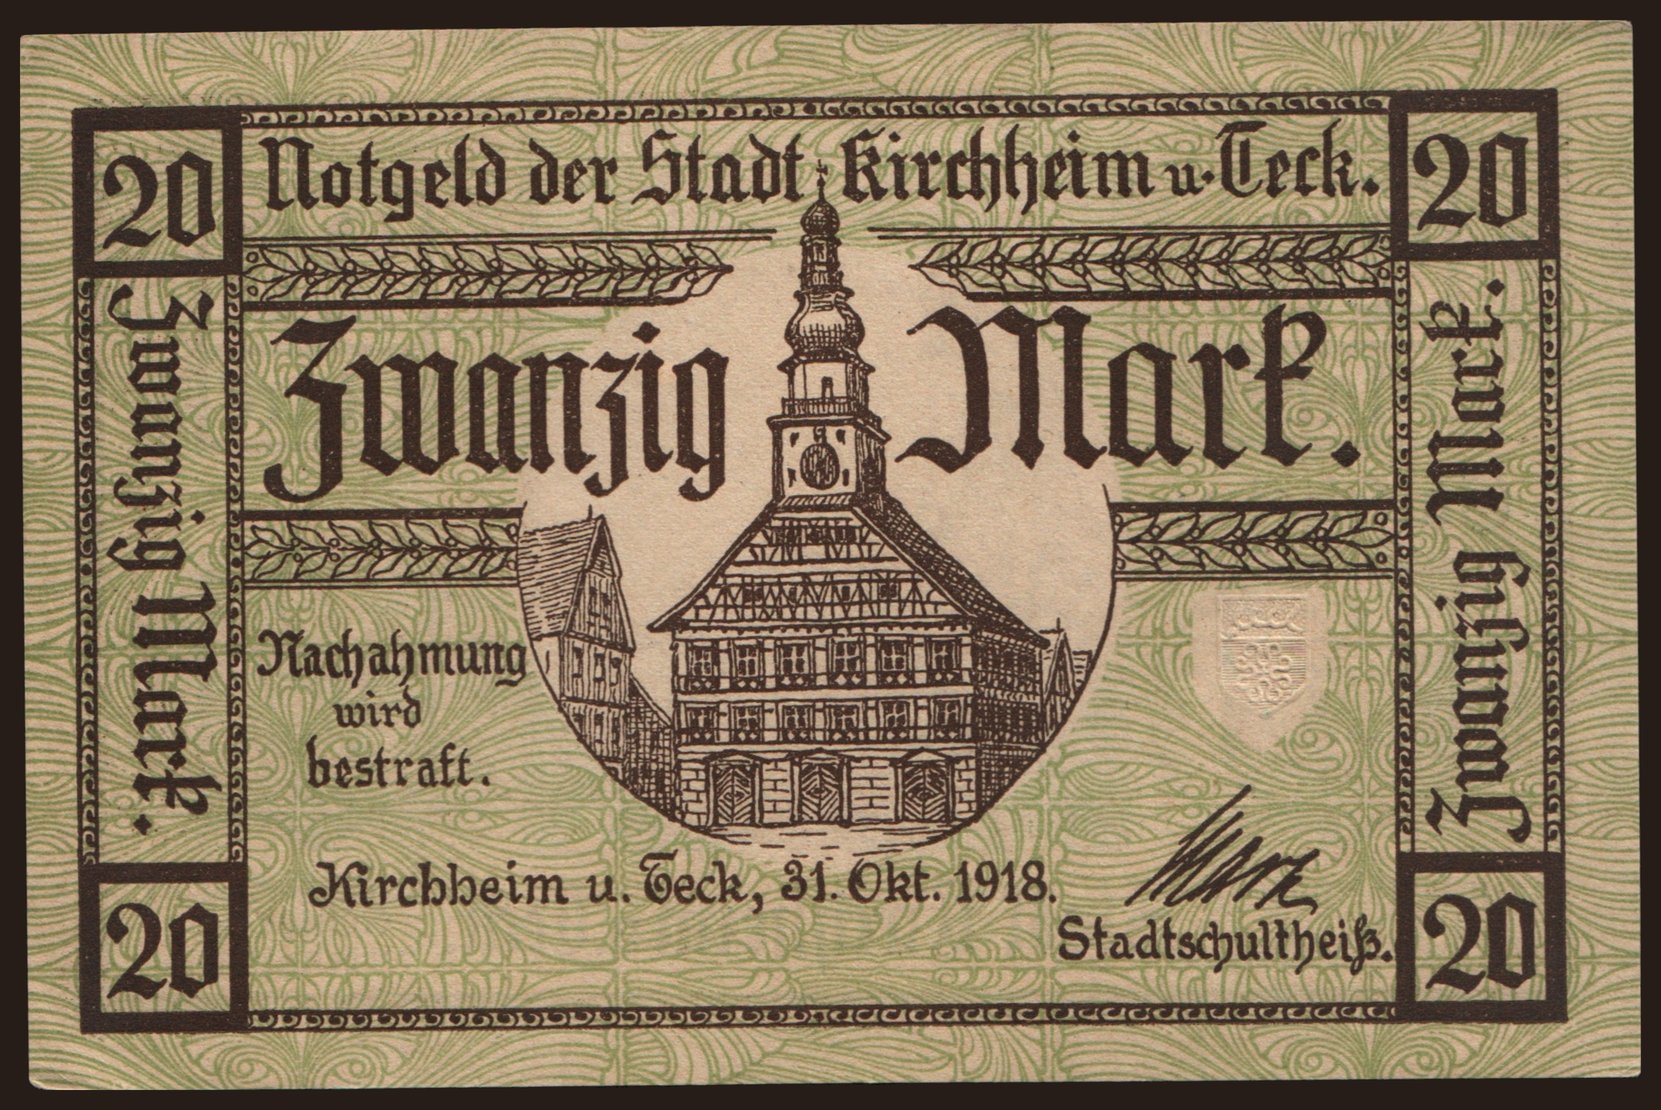 20
Notgeld der Stadt Kirchheim u. Teck.
20
Zwanzig Mark.
Zwanzig Mark.
Zwanzig Mark.
Nachahmung
wird
bestraft.
Kirchheim u. Teck, 31. Okt. 1918.
Stadtschultheiß.
20
20